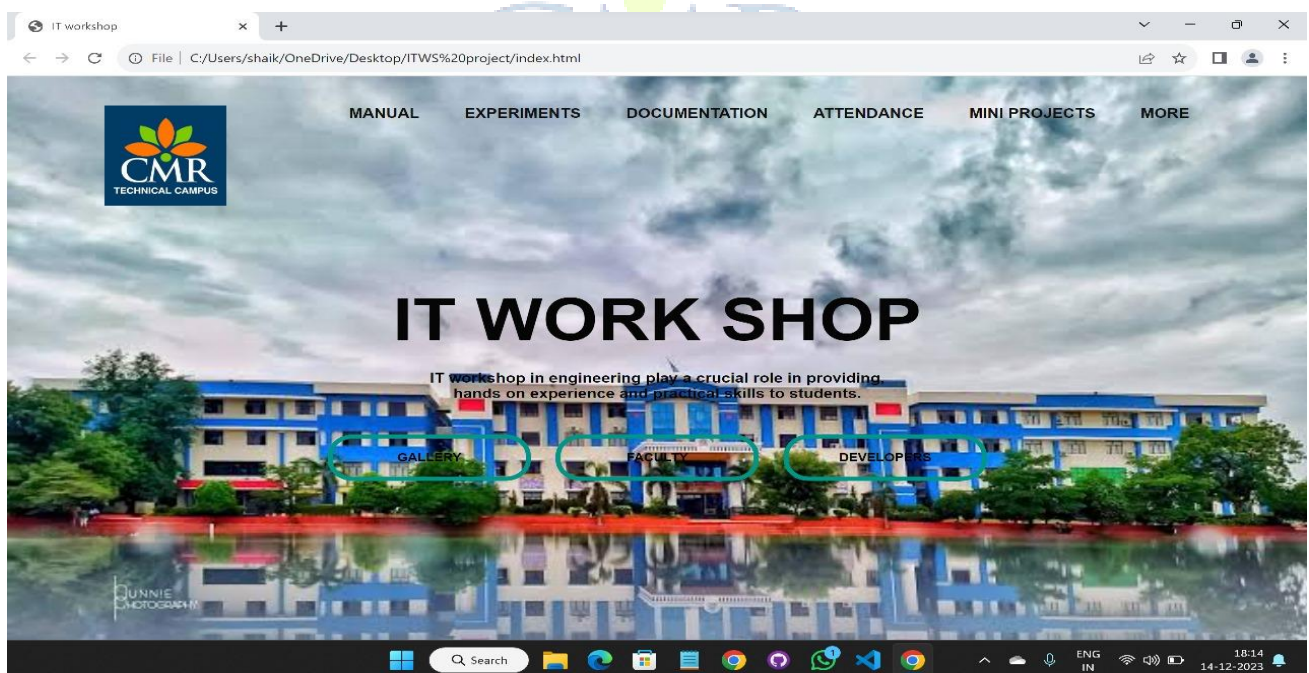 IT workshop
File | C:/Users/shaik/OneDrive/Desktop/ITWS%20project/index.html
CMR
TECHNICAL CAMPUS
MANUAL EXPERIMENTS DOCUMENTATION ATTENDANCE MINI PROJECTS MORE
IT WORK SHOP
IT workshop in engineering play a crucial role in providing,
hands on experience and practical skills to students.
GALLERY FACULTY DEVELOPERS
PHOTOGRAPHY
Search
1
ENG
IN
18:14
14-12-2023